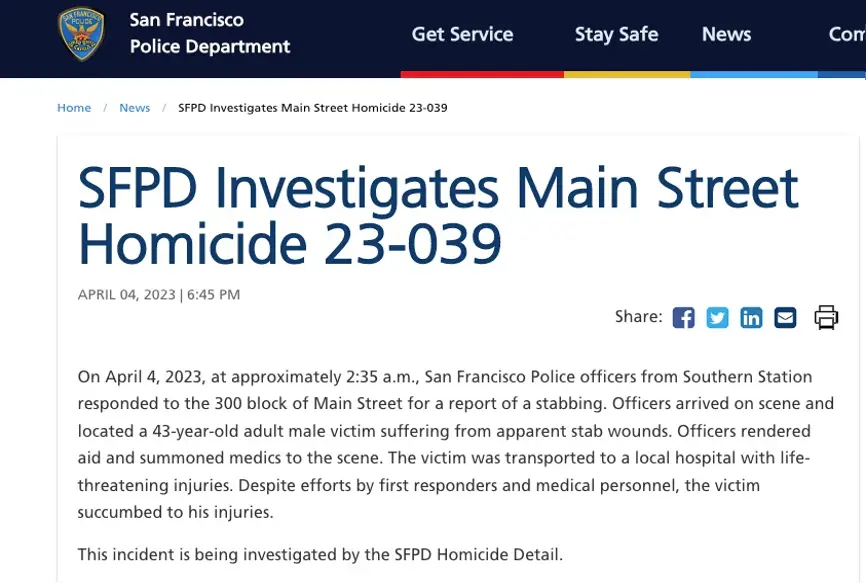 San Francisco
Police Department
Get Service
Stay Safe
News
Com
Home / News / SFPD Investigates Main Street Homicide 23-039
SFPD Investigates Main Street
Homicide 23-039
APRIL 04, 2023 | 6:45 PM
Share:
On April 4, 2023, at approximately 2:35 a.m., San Francisco Police officers from Southern Station
responded to the 300 block of Main Street for a report of a stabbing. Officers arrived on scene and
located a 43-year-old adult male victim suffering from apparent stab wounds. Officers rendered
aid and summoned medics to the scene. The victim was transported to a local hospital with life-
threatening injuries. Despite efforts by first responders and medical personnel, the victim
succumbed to his injuries.
This incident is being investigated by the SFPD Homicide Detail.